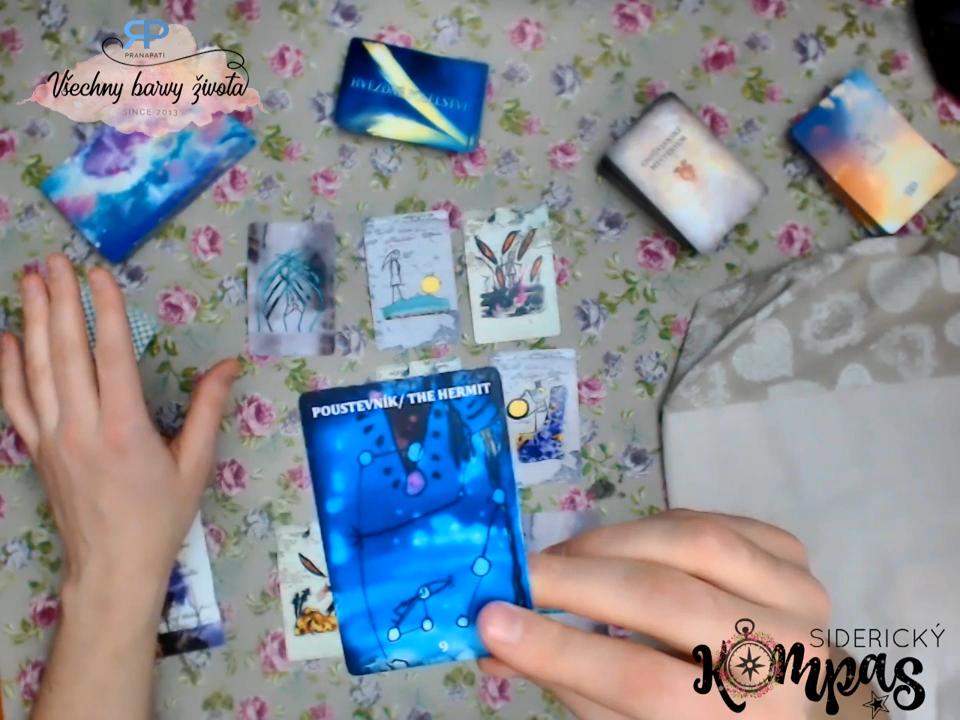 RP
PRANAPATI
Všechny barvy života
SINCE 2013
POUSTEVNÍK/ THE HERMIT
9
SIDERICKÝ
KOmpas